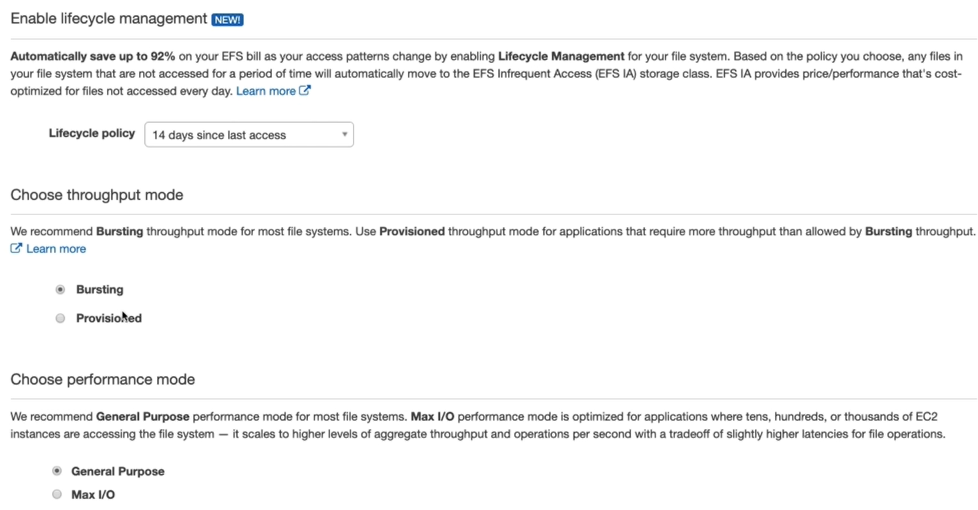 Enable lifecycle management NEW!
Automatically save up to 92% on your EFS bill as your access patterns change by enabling Lifecycle Management for your file system. Based on the policy you choose, any files in
your file system that are not accessed for a period of time will automatically move to the EFS Infrequent Access (EFS IA) storage class. EFS IA provides price/performance that's cost-
optimized for files not accessed every day. Learn more
Lifecycle policy 14 days since last access
Choose throughput mode
We recommend Bursting throughput mode for most file systems. Use Provisioned throughput mode for applications that require more throughput than allowed by Bursting throughput.
Learn more
Bursting
Provisioned
Choose performance mode
We recommend General Purpose performance mode for most file systems. Max I/O performance mode is optimized for applications where tens, hundreds, or thousands of EC2
instances are accessing the file system — it scales to higher levels of aggregate throughput and operations per second with a tradeoff of slightly higher latencies for file operations.
General Purpose
Max I/O